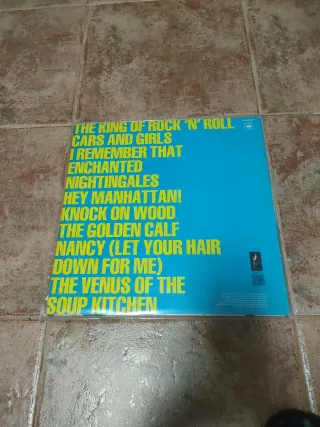 THE KING OF ROCK 'N' ROLL
CARS AND GIRLS
I REMEMBER THAT
ENCHANTED
NIGHTINGALES
HEY MANHATTAN!
KNOCK ON WOOD
THE GOLDEN CALF
NANCY (LET YOUR HAIR
DOWN FOR ME)
THE VENUS OF THE
SOUP KITCHEN